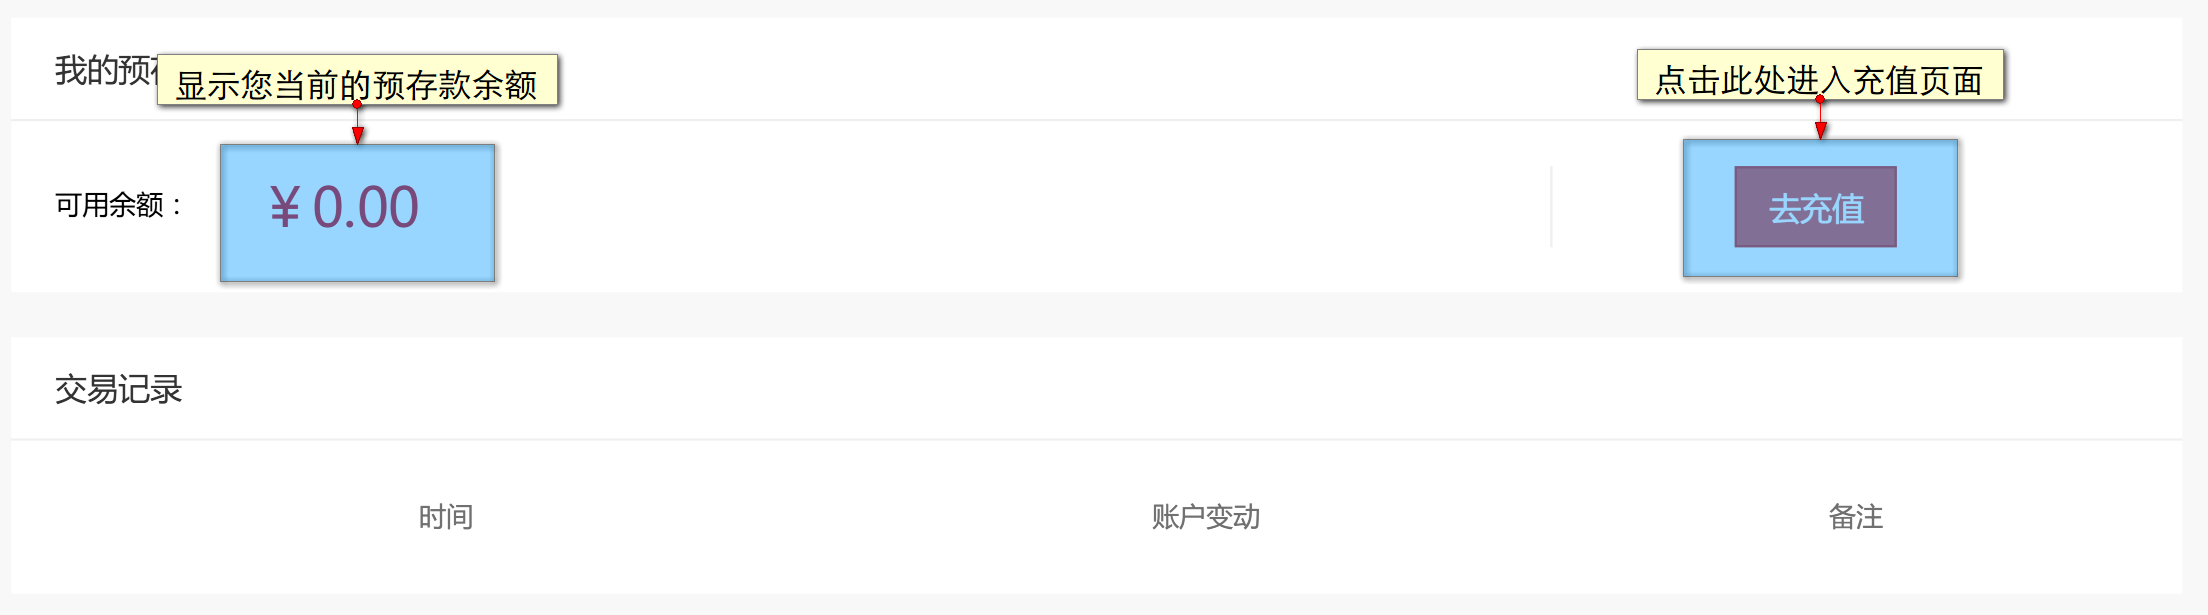 我的预存
显示您当前的预存款余额
点击此处进入充值页面
可用余额：
¥ 0.00
去充值
交易记录
时间 账户变动 备注